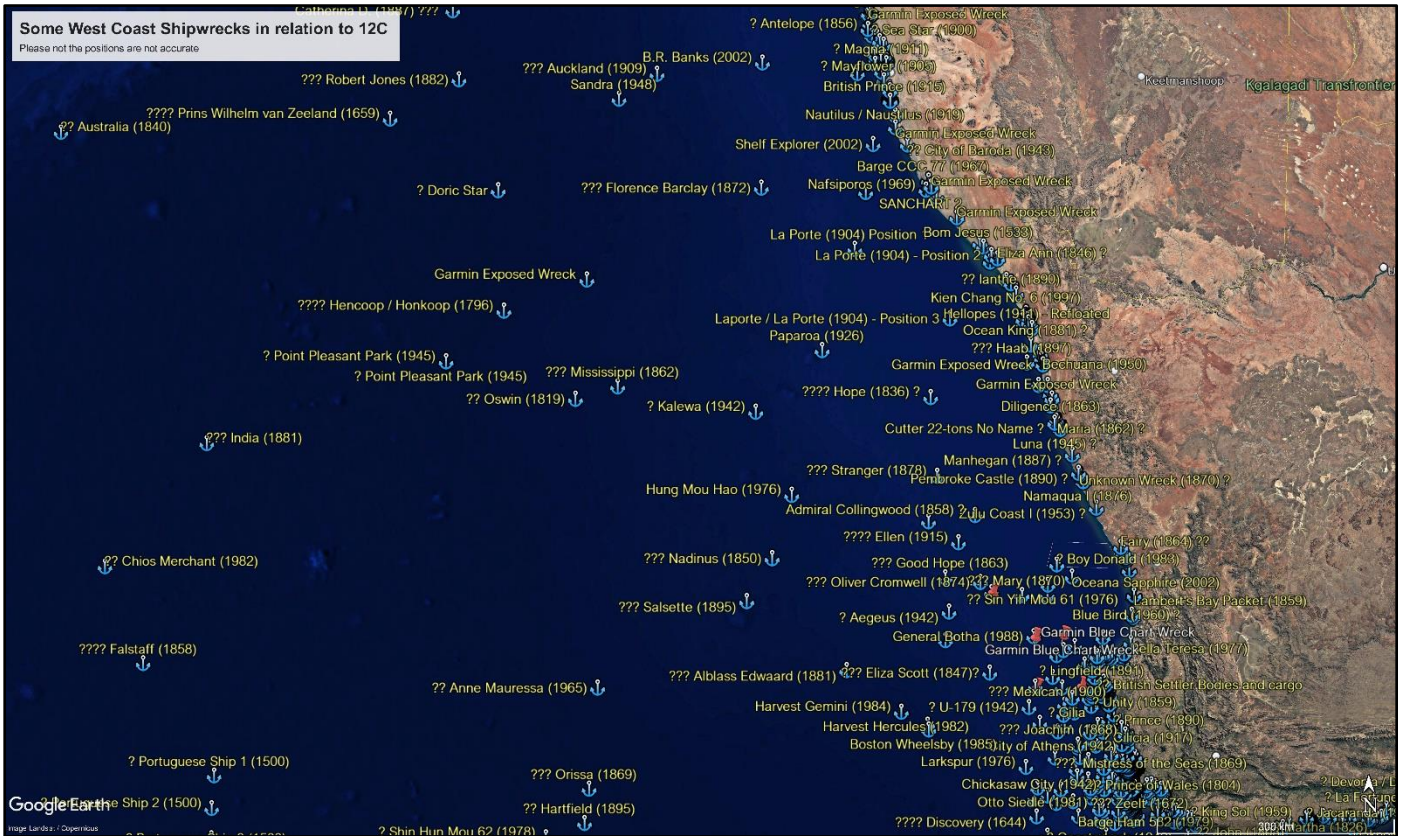 Catherina D. (1887) ???
Some West Coast Shipwrecks in relation to 12C
Please not the positions are not accurate
Garmin Exposed Wreck
? Antelope (1856)
Sea Star (1900)
? Magna (1911)
B.R. Banks (2002)
??? Auckland (1909)
? Mayflower (1905)
??? Robert Jones (1882)
Sandra (1948)
British Prince (1915)
Keetmanshoop
Kgalagadi Transfrontier
???? Prins Wilhelm van Zeeland (1659)
Nautilus / Naustilus (1919)
?? Australia (1840)
Garmin Exposed Wreck
Shelf Explorer (2002)
?? City of Baroda (1943)
Barge CCC 77 (1967)
Nafsiporos (1969)
Garmin Exposed Wreck
? Doric Star
??? Florence Barclay (1872)
SANCHART ?
Garmin Exposed Wreck
La Porte (1904) Position
Bom Jesus (1533)
La Porte (1904) - Position 2
Eliza Ann (1846) ?
Garmin Exposed Wreck
?? Ianthe (1890)
Kien Chang No. 6 (1997)
???? Hencoop / Honkoop (1796)
Laporte / La Porte (1904) - Position 3
Hellopes (1911) - Refloated
Ocean King (1881) ?
Paparoa (1926)
??? Haab (1897)
? Point Pleasant Park (1945)
Garmin Exposed Wreck
Bechuana (1950)
? Point Pleasant Park (1945)
??? Mississippi (1862)
Garmin Exposed Wreck
???? Hope (1836) ?
?? Oswin (1819)
? Kalewa (1942)
Diligence (1863)
Cutter 22-tons No Name ?
Maria (1862) ?
??? India (1881)
Luna (1945) ?
Manhegan (1887) ?
??? Stranger (1878)
Pembroke Castle (1890) ?
Unknown Wreck (1870) ?
Hung Mou Hao (1976)
Namaqua I (1876)
Admiral Collingwood (1858) ?
Zulu Coast I (1953) ?
???? Ellen (1915)
Fairy (1864) ??
??? Nadinus (1850)
??? Good Hope (1863)
? Boy Donald (1983)
?? Chios Merchant (1982)
??? Oliver Cromwell (1874)
??? Mary (1870)
Oceana Sapphire (2002)
?? Sin Yin Mou 61 (1976)
Lambert's Bay Packet (1859)
??? Salsette (1895)
? Aegeus (1942)
Blue Bird (1960) ?
General Botha (1988)
Garmin Blue Chart Wreck
???? Falstaff (1858)
Garmin Blue Chart Wreck
ella Teresa (1977)
??? Alblass Edwaard (1881)
??? Eliza Scott (1847)?
? Lingfield (1891)
??? Anne Mauressa (1965)
??? Mexican (1900)
British Settler Bodies and cargo
Harvest Gemini (1984)
? U-179 (1942)
? Unity (1859)
? Cilia
? Prince (1890)
Harvest Hercules (1982)
??? Joachim (1868)
? Cilicia (1917)
Boston Wheelsby (1985)
City of Athens (1942)
? Portuguese Ship 1 (1500)
Larkspur (1976)
??? Mistress of the Seas (1869)
??? Orissa (1869)
Chickasaw City (1942)
? Prince of Wales (1804)
? Portuguese Ship 2 (1500)
Google Earth
?? Hartfield (1895)
Otto Siedle (1981)
??? Zeelt (1672)
King Sol (1959)
???? Discovery (1644)
Image Landsat / Copernicus
? Shin Hun Mou 62 (1978)
N
300 km